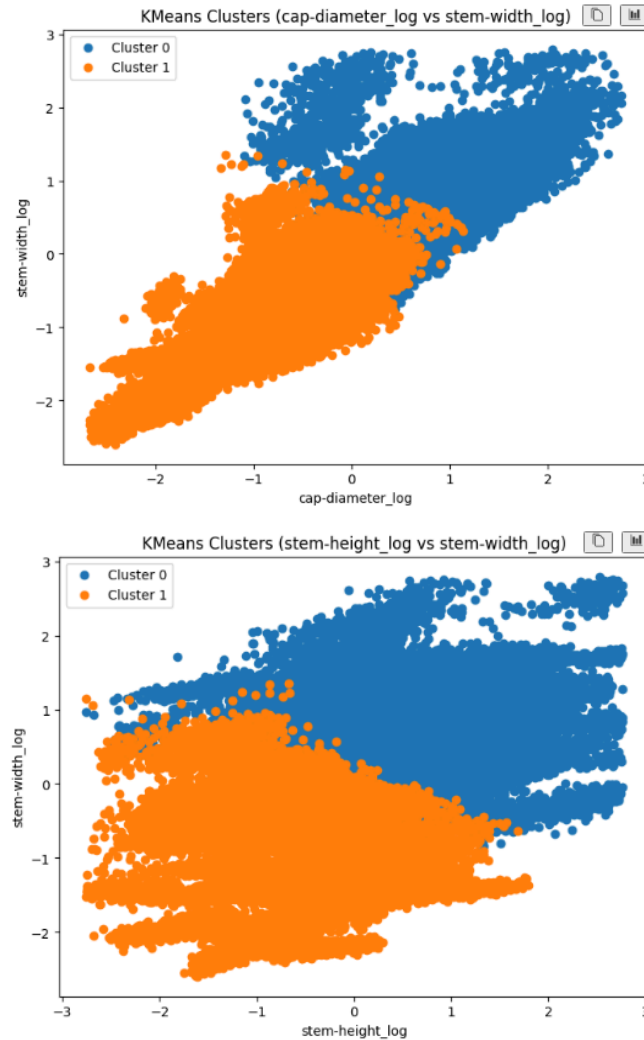 KMeans Clusters (cap-diameter_log vs stem-width_log)
3
Cluster 0
Cluster 1
2
1
0
−1
−2
stem-width_log
−2 −1 0 1 2 3
cap-diameter_log
KMeans Clusters (stem-height_log vs stem-width_log)
3
Cluster 0
Cluster 1
2
1
0
−1
−2
stem-width_log
−3 −2 −1 0 1 2 3
stem-height_log